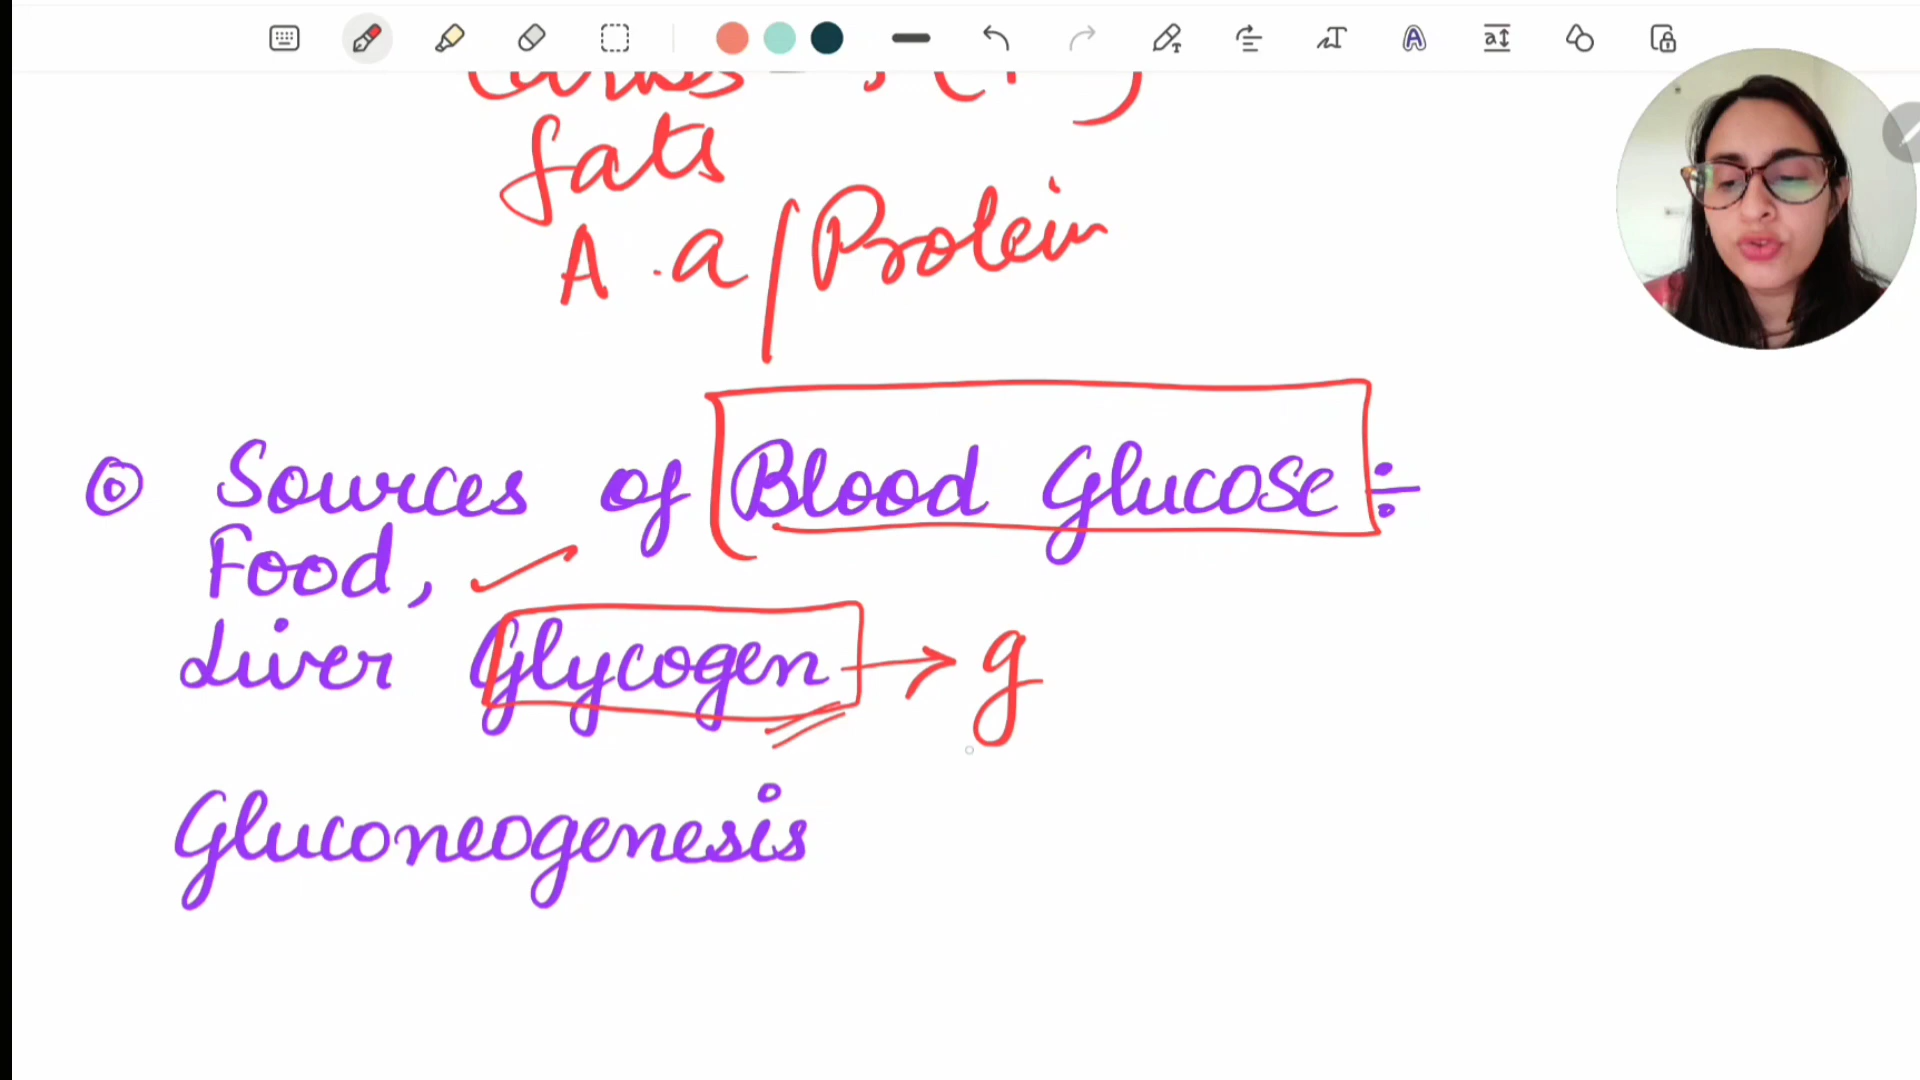 fats
A.a/Protein
Sources of Blood Glucose ÷
Food,
Liver Glycogen → g
Gluconeogenesis